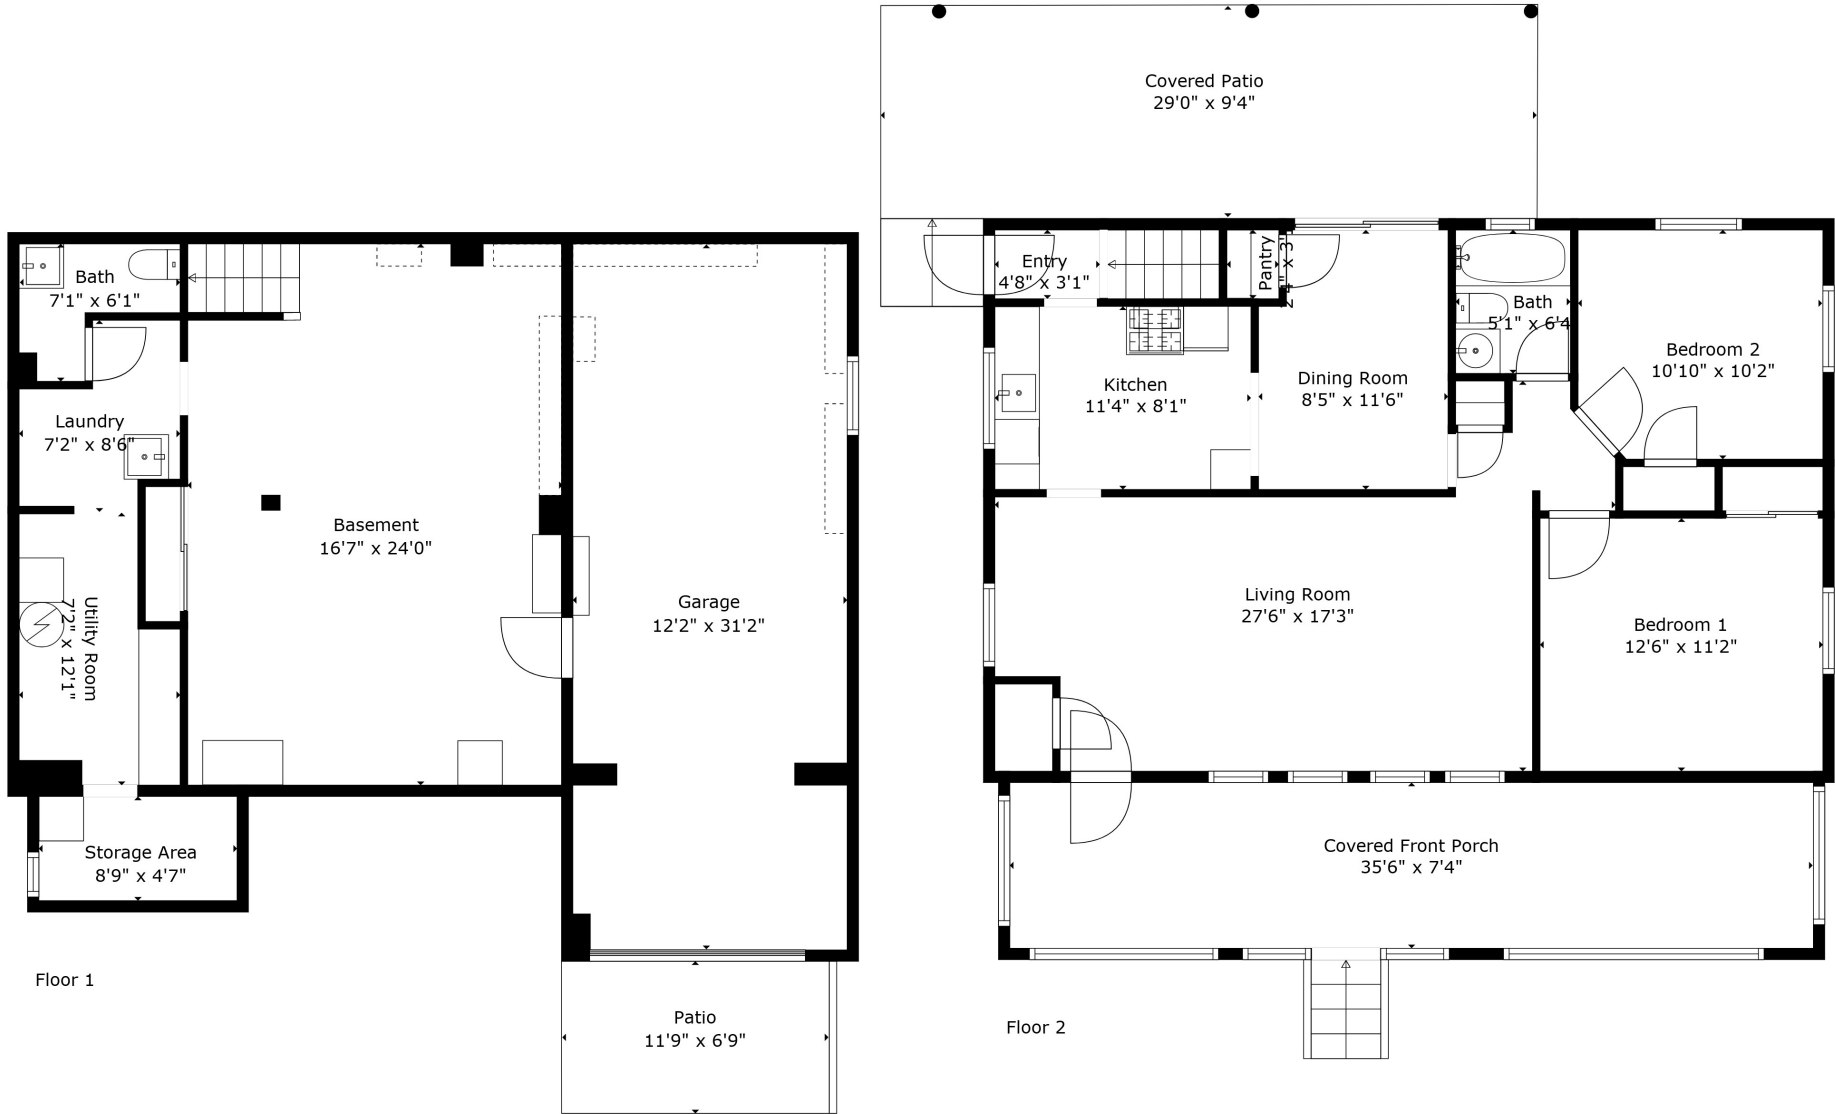 Covered Patio
29'0" x 9'4"
Bath
7'1" x 6'1"
Laundry
7'2" x 8'6"
Utility Room
7'2" x 12'1"
Basement
16'7" x 24'0"
Garage
12'2" x 31'2"
Storage Area
8'9" x 4'7"
Patio
11'9" x 6'9"
Floor 1
Entry
4'8" x 3'1"
Pantry
Kitchen
11'4" x 8'1"
Dining Room
8'5" x 11'6"
Bath
5'1" x 6'4
Bedroom 2
10'10" x 10'2"
Living Room
27'6" x 17'3"
Bedroom 1
12'6" x 11'2"
Covered Front Porch
35'6" x 7'4"
Floor 2